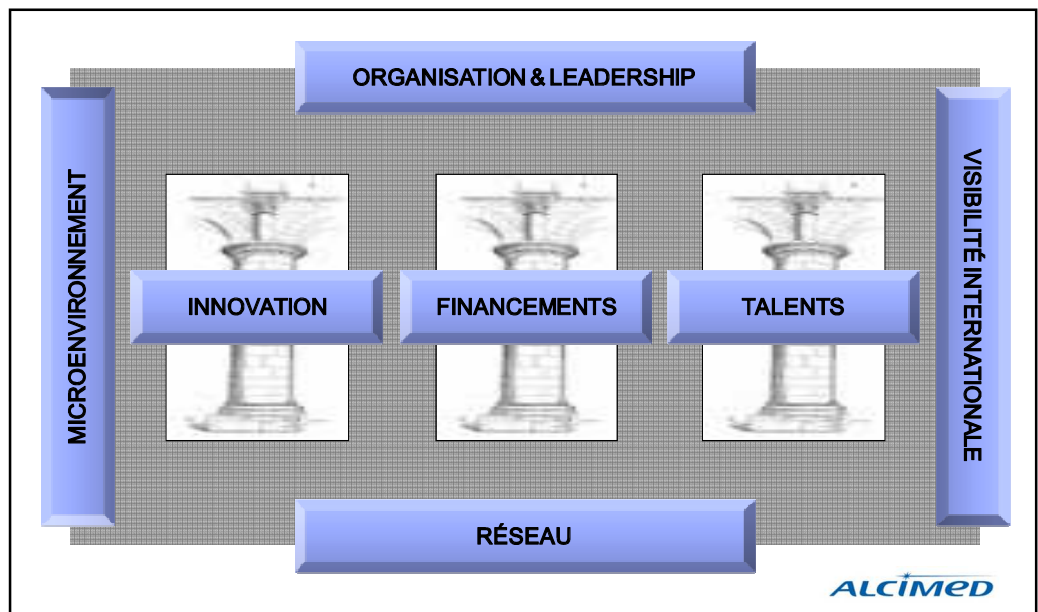 ORGANISATION & LEADERSHIP
MICROENVIRONNEMENT
INNOVATION
FINANCEMENTS
TALENTS
VISIBILITÉ INTERNATIONALE
RÉSEAU
ALCIMED